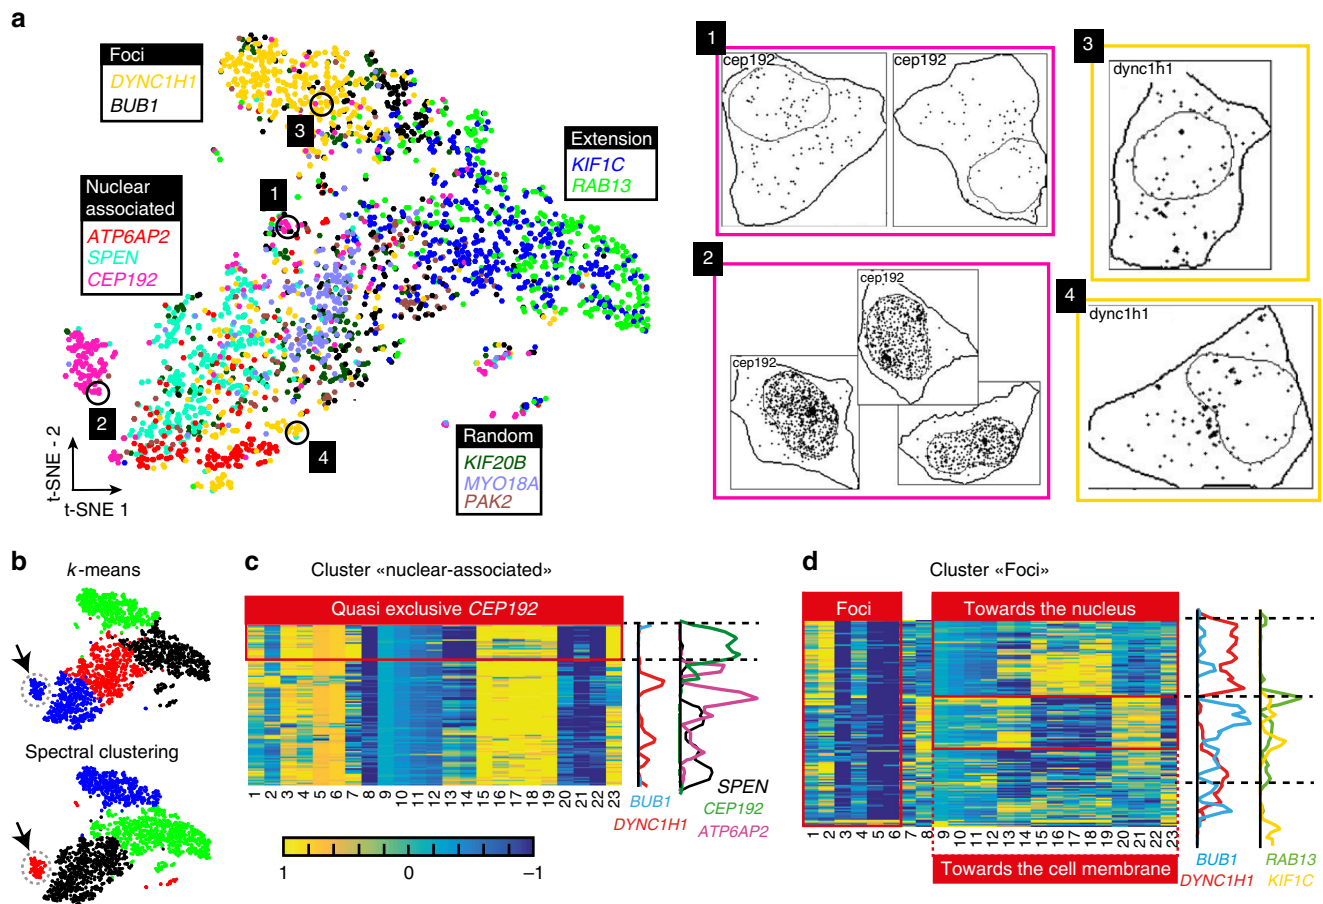 a
Foci
DYNC1H1
BUB1
3
Extension
KIF1C
RAB13
Nuclear
associated
ATP6AP2
SPEN
CEP192
1
2
4
Random
KIF20B
MYO18A
PAK2
t-SNE - 2
t-SNE 1
1
cep192
cep192
2
cep192
cep192
3
dync1h1
4
dync1h1
b
k-means
Spectral clustering
c
Cluster «nuclear-associated»
Quasi exclusive CEP192
1 2 3 4 5 6 7 8 9 10 11 12 13 14 15 16 17 18 19 20 21 22 23
BUB1
DYNC1H1
SPEN
CEP192
ATP6AP2
1 0 −1
d
Cluster «Foci»
Foci
Towards the nucleus
1 2 3 4 5 6 7 8 9 10 11 12 13 14 15 16 17 18 19 20 21 22 23
Towards the cell membrane
BUB1
DYNC1H1
RAB13
KIF1C